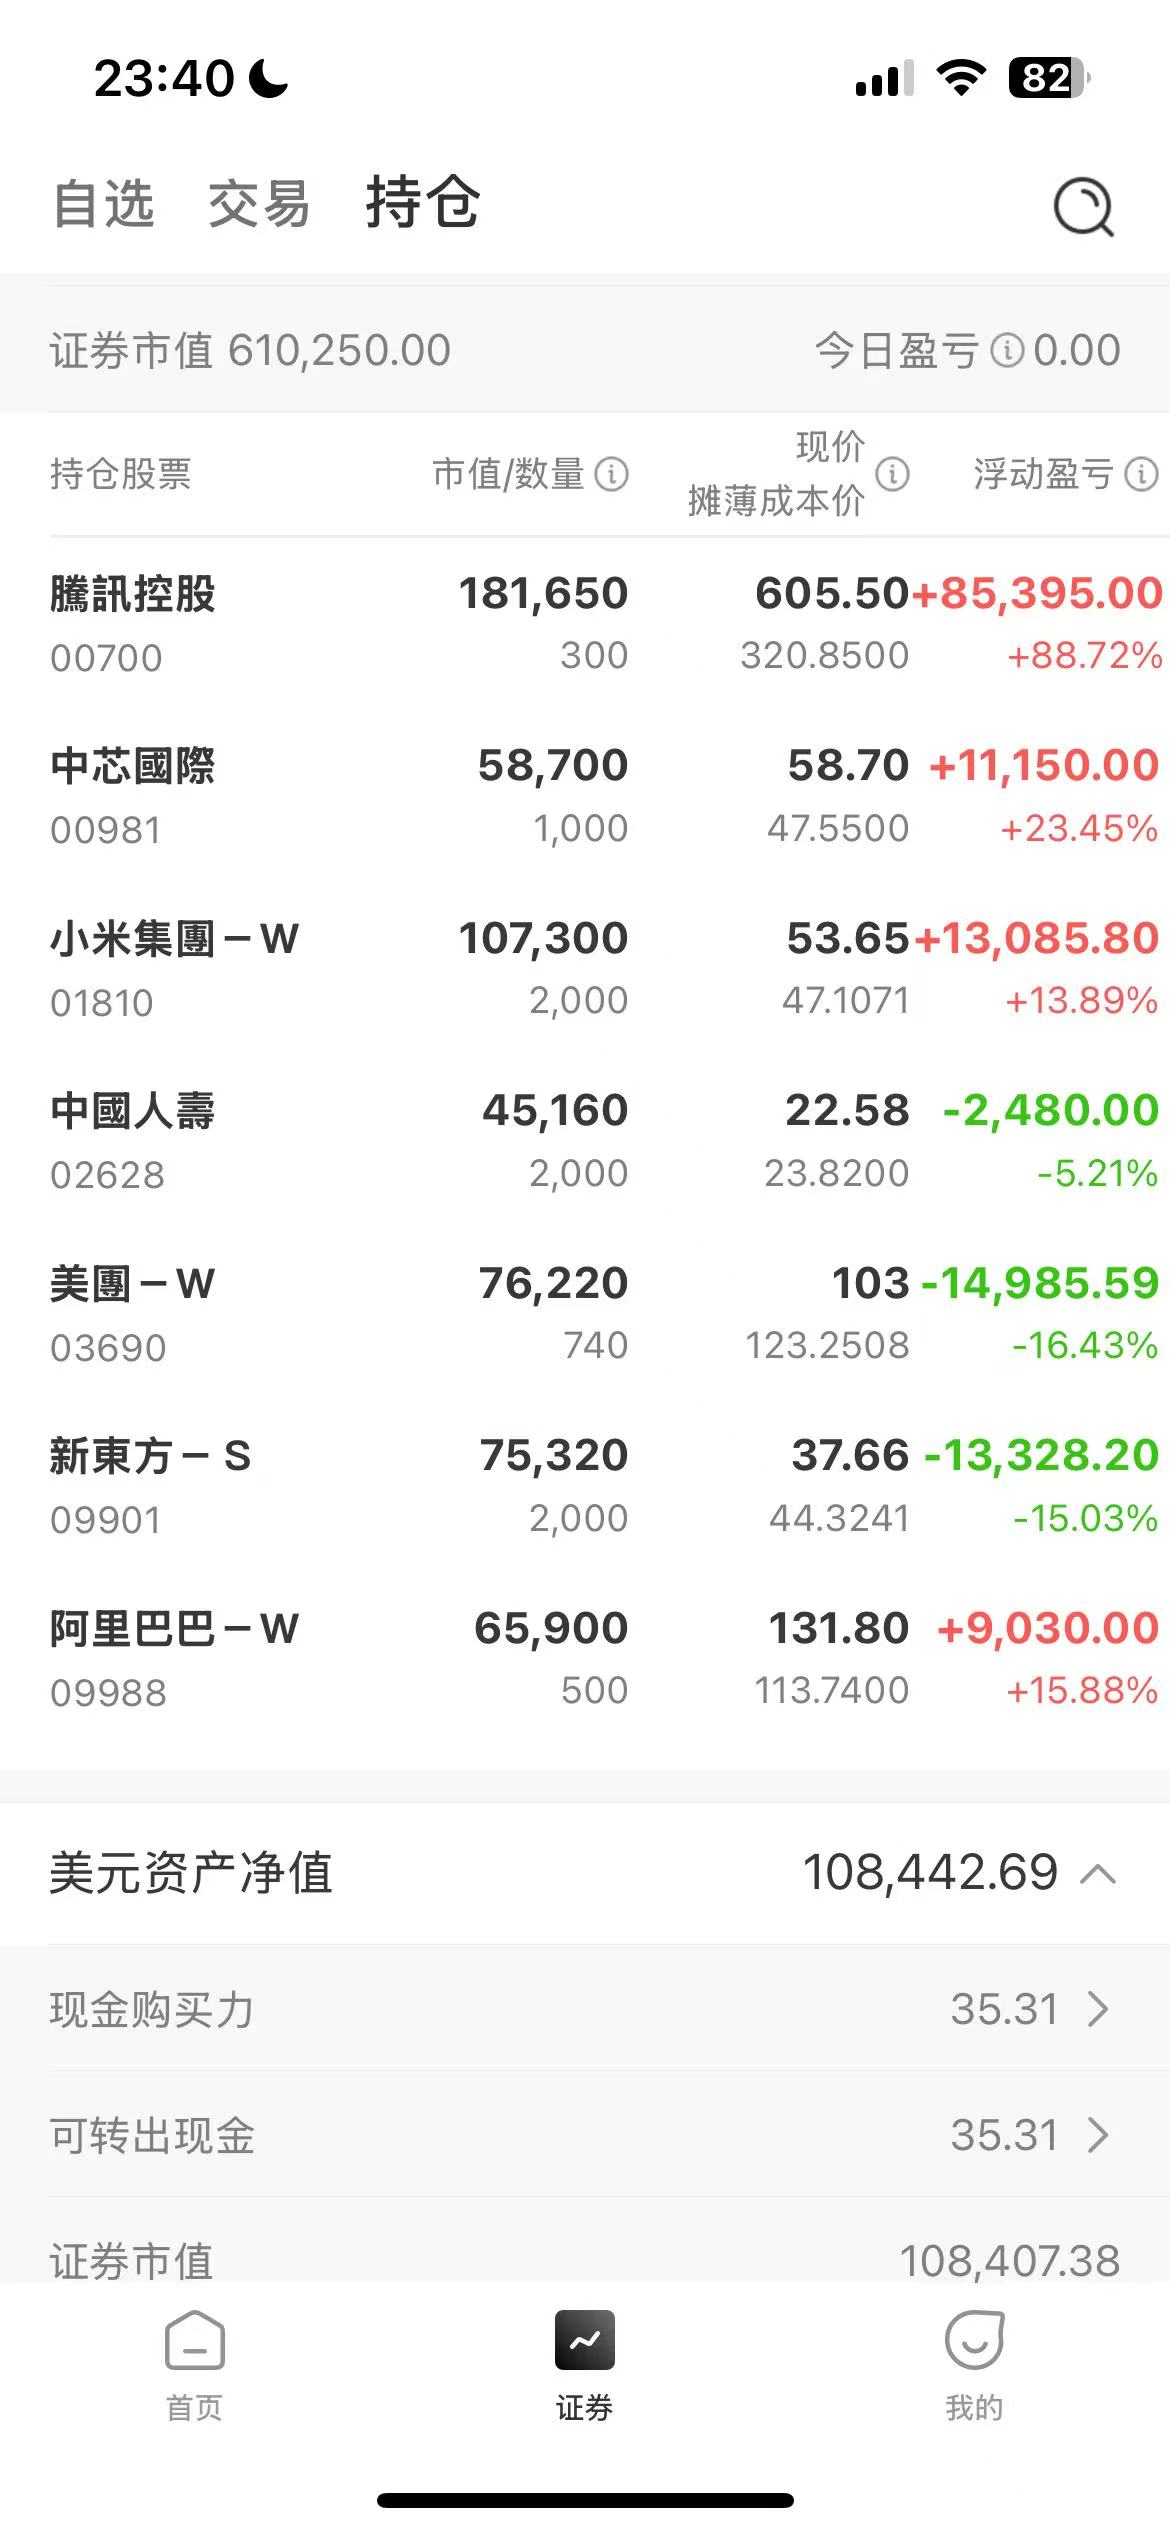 23:40
82
自选 交易 持仓
证券市值 610,250.00 今日盈亏 0.00
持仓股票 市值/数量 现价 摊薄成本价 浮动盈亏
騰訊控股 181,650 605.50 +85,395.00
00700 300 320.8500 +88.72%
中芯國際 58,700 58.70 +11,150.00
00981 1,000 47.5500 +23.45%
小米集團－W 107,300 53.65 +13,085.80
01810 2,000 47.1071 +13.89%
中國人壽 45,160 22.58 -2,480.00
02628 2,000 23.8200 -5.21%
美團－W 76,220 103 -14,985.59
03690 740 123.2508 -16.43%
新東方－S 75,320 37.66 -13,328.20
09901 2,000 44.3241 -15.03%
阿里巴巴－W 65,900 131.80 +9,030.00
09988 500 113.7400 +15.88%
美元资产净值 108,442.69
现金购买力 35.31
可转出现金 35.31
证券市值 108,407.38
首页 证券 我的